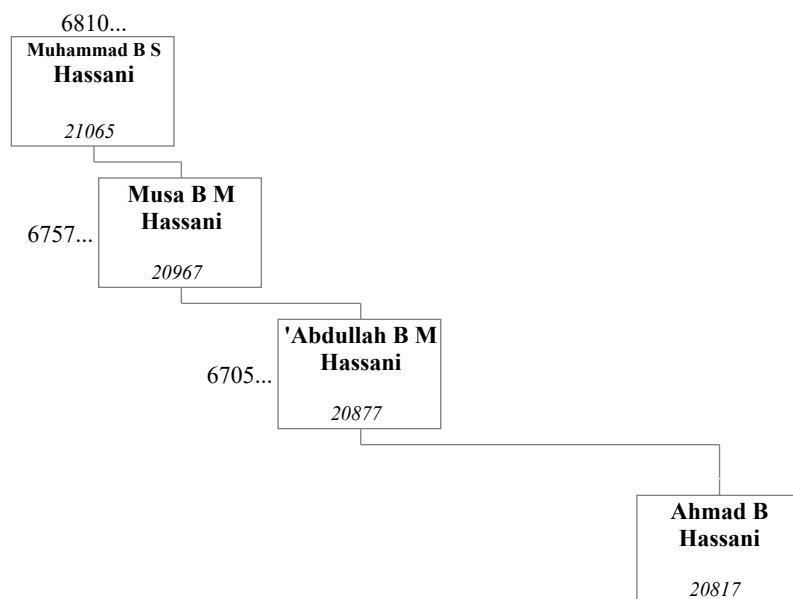 6810...
Muhammad B S
Hassani
21065
Musa B M
Hassani
6757...
20967
'Abdullah B M
Hassani
6705...
20877
Ahmad B
Hassani
20817